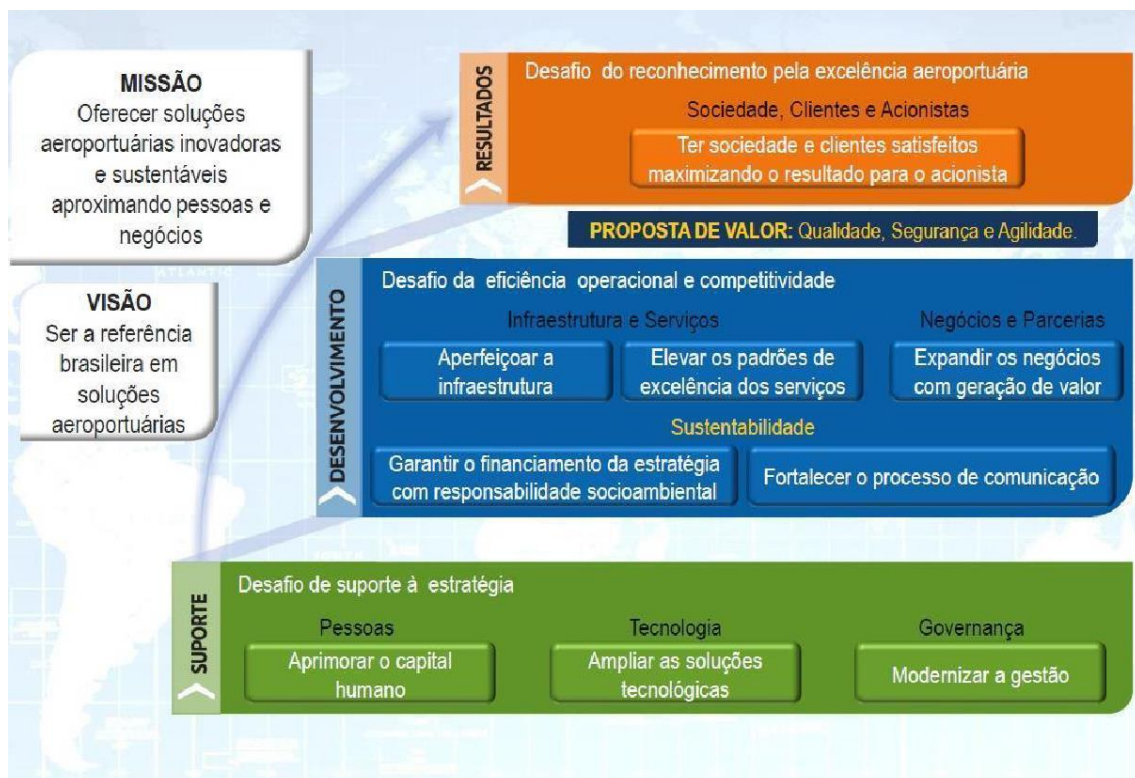 MISSÃO
Oferecer soluções
aeroportuárias inovadoras
e sustentáveis
aproximando pessoas e
negócios
VISÃO
Ser a referência
brasileira em
soluções
aeroportuárias
RESULTADOS
Desafio do reconhecimento pela excelência aeroportuária
Sociedade, Clientes e Acionistas
Ter sociedade e clientes satisfeitos
maximizando o resultado para o acionista
PROPOSTA DE VALOR: Qualidade, Segurança e Agilidade.
DESENVOLVIMENTO
Desafio da eficiência operacional e competitividade
Infraestrutura e Serviços
Negócios e Parcerias
Aperfeiçoar a
infraestrutura
Elevar os padrões de
excelência dos serviços
Expandir os negócios
com geração de valor
Sustentabilidade
Garantir o financiamento da estratégia
com responsabilidade socioambiental
Fortalecer o processo de comunicação
SUPORTE
Desafio de suporte à estratégia
Pessoas
Tecnologia
Governança
Aprimorar o capital
humano
Ampliar as soluções
tecnológicas
Modernizar a gestão
ATLANTIC